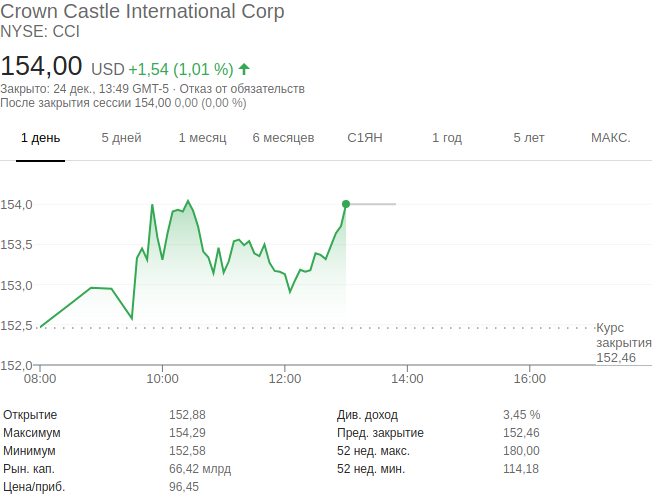 Crown Castle International Corp
NYSE: CCI
154,00 USD +1,54 (1,01 %) ↑
Закрыто: 24 дек., 13:49 GMT-5 · Отказ от обязательств
После закрытия сессии 154,00 0,00 (0,00 %)
1 день 5 дней 1 месяц 6 месяцев С1ЯН 1 год 5 лет МАКС.
154,0
153,5
153,0
152,5
152,0
Курс
закрытия
152,46
08:00 10:00 12:00 14:00 16:00
Открытие 152,88 Див. доход 3,45 %
Максимум 154,29 Пред. закрытие 152,46
Минимум 152,58 52 нед. макс. 180,00
Рын. кап. 66,42 млрд 52 нед. мин. 114,18
Цена/приб. 96,45